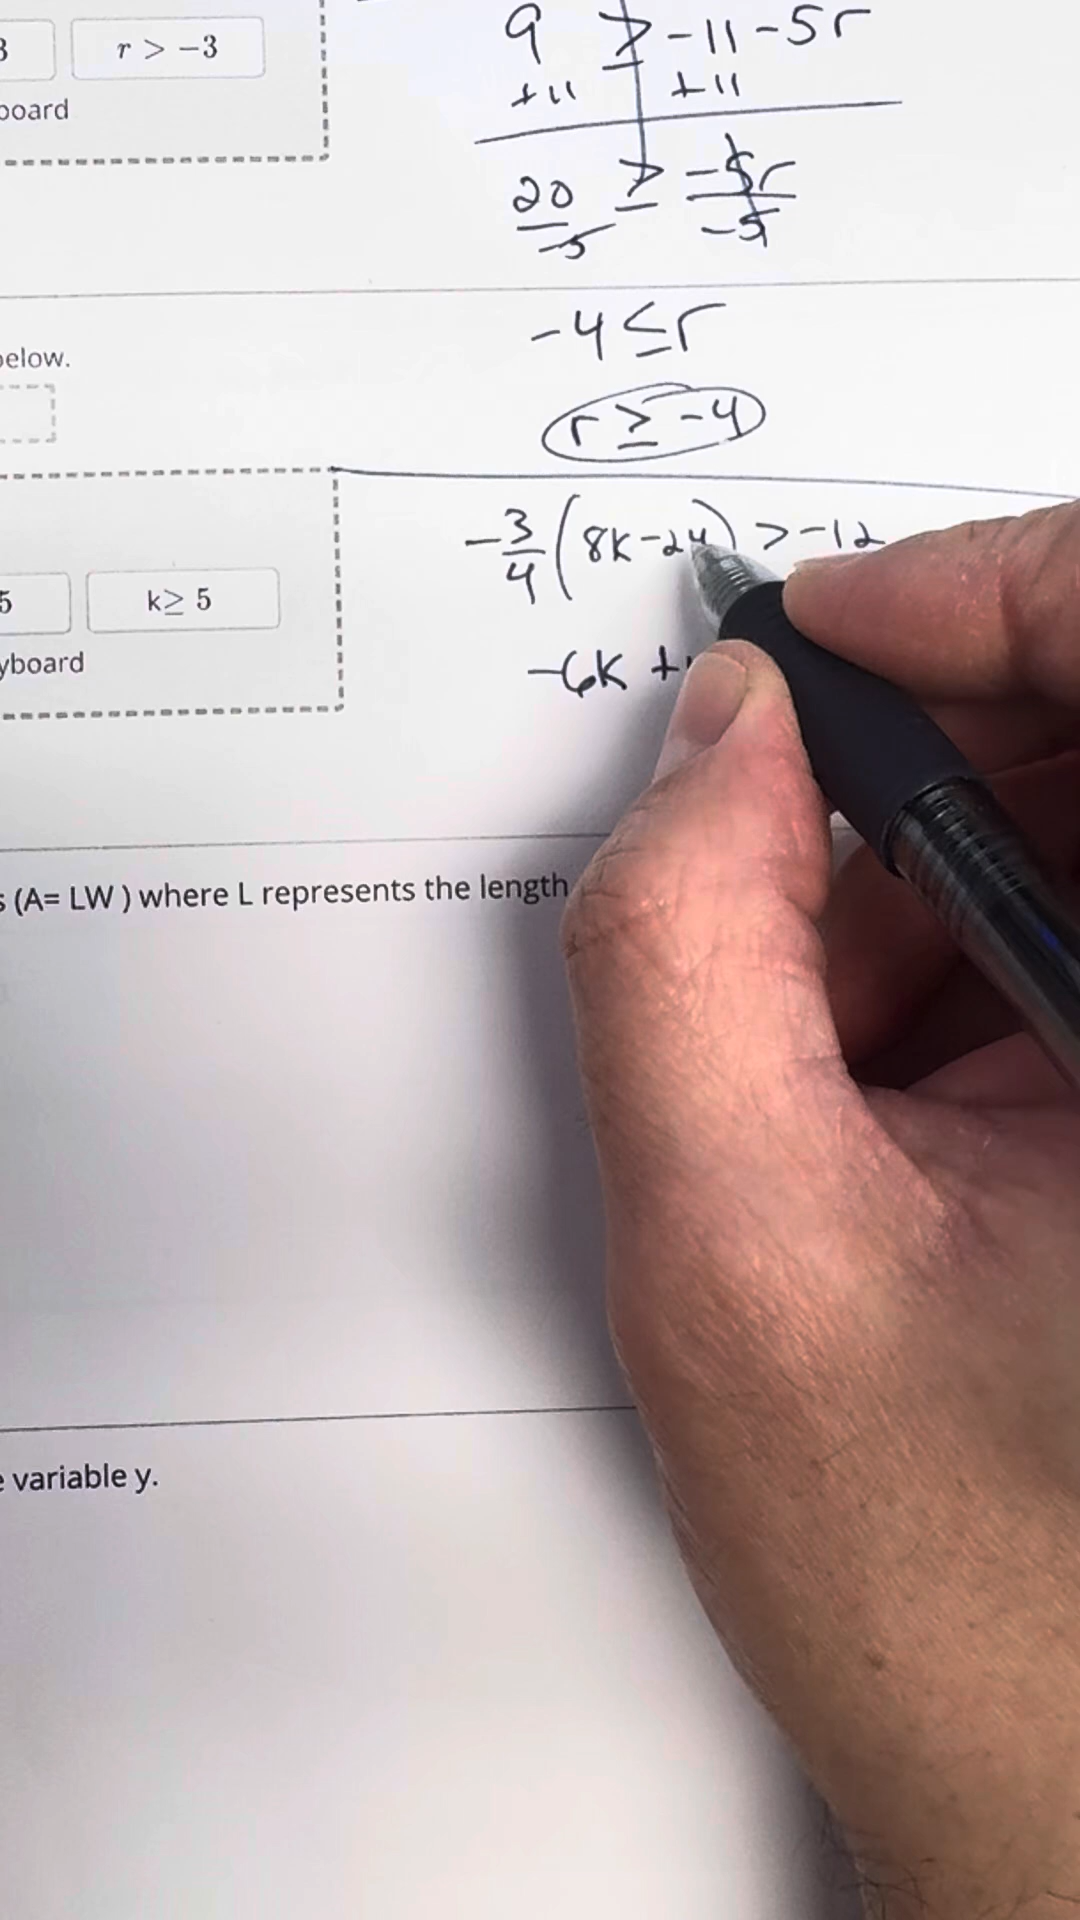 r > −3
board
9 ≥ -11 -5r
+11 +11
20 ≥ -5r
-5 -5
-4 ≤ r
r ≥ -4
below.
-3/4 (8k-24) > -12
-6k +
5
k≥ 5
yboard
(A= LW ) where L represents the length
variable y.